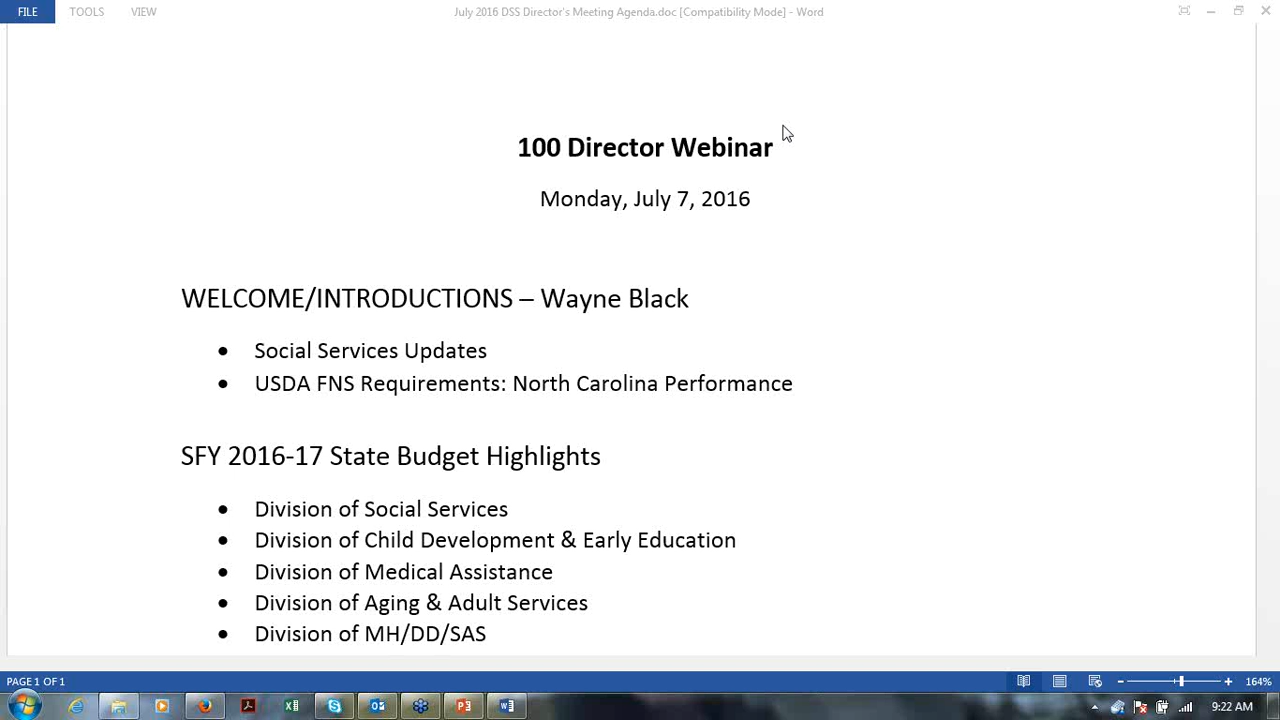 FILE TOOLS VIEW July 2016 DSS Director's Meeting Agenda.doc [Compatibility Mode] - Word
100 Director Webinar
Monday, July 7, 2016
WELCOME/INTRODUCTIONS – Wayne Black
• Social Services Updates
• USDA FNS Requirements: North Carolina Performance
SFY 2016-17 State Budget Highlights
• Division of Social Services
• Division of Child Development & Early Education
• Division of Medical Assistance
• Division of Aging & Adult Services
• Division of MH/DD/SAS
PAGE 1 OF 1 164%
9:22 AM